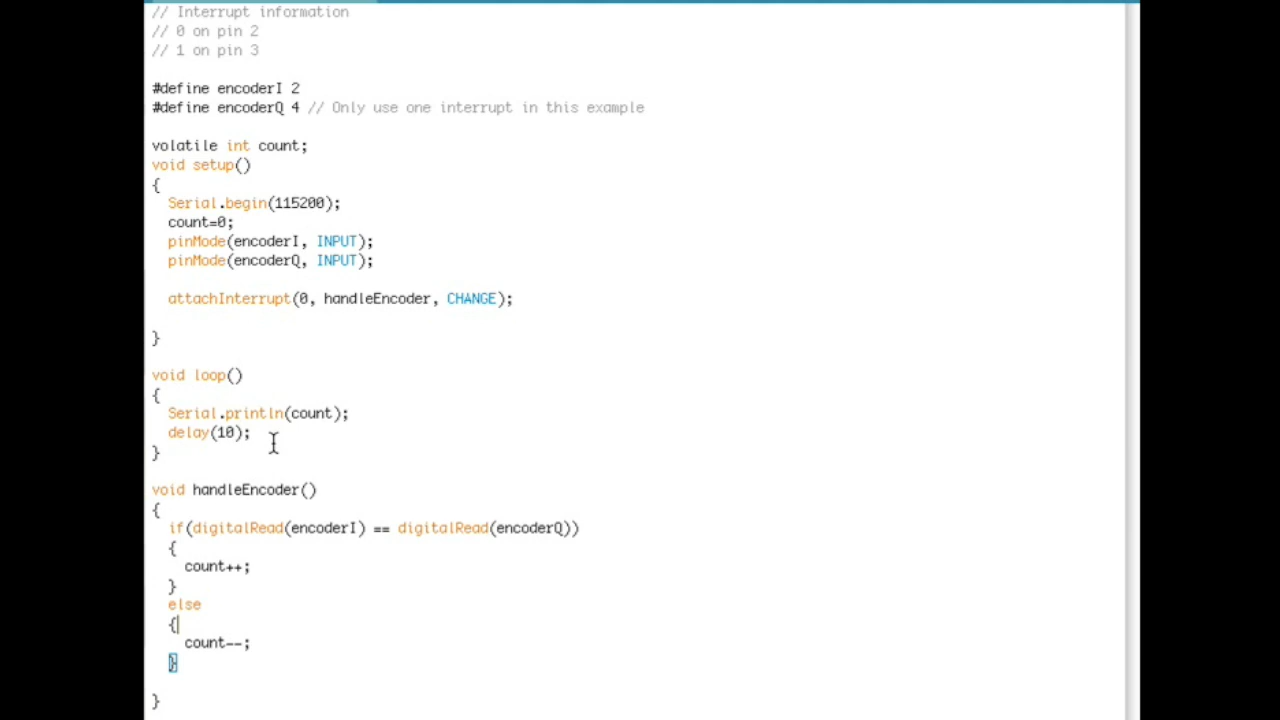 // Interrupt information
// 0 on pin 2
// 1 on pin 3
#define encoderI 2
#define encoderQ 4 // Only use one interrupt in this example
volatile int count;
void setup()
{
Serial.begin(115200);
count=0;
pinMode(encoderI, INPUT);
pinMode(encoderQ, INPUT);
attachInterrupt(0, handleEncoder, CHANGE);
}
void loop()
{
Serial.println(count);
delay(10);
}
void handleEncoder()
{
if(digitalRead(encoderI) == digitalRead(encoderQ))
{
count++;
}
else
{
count--;
}
}